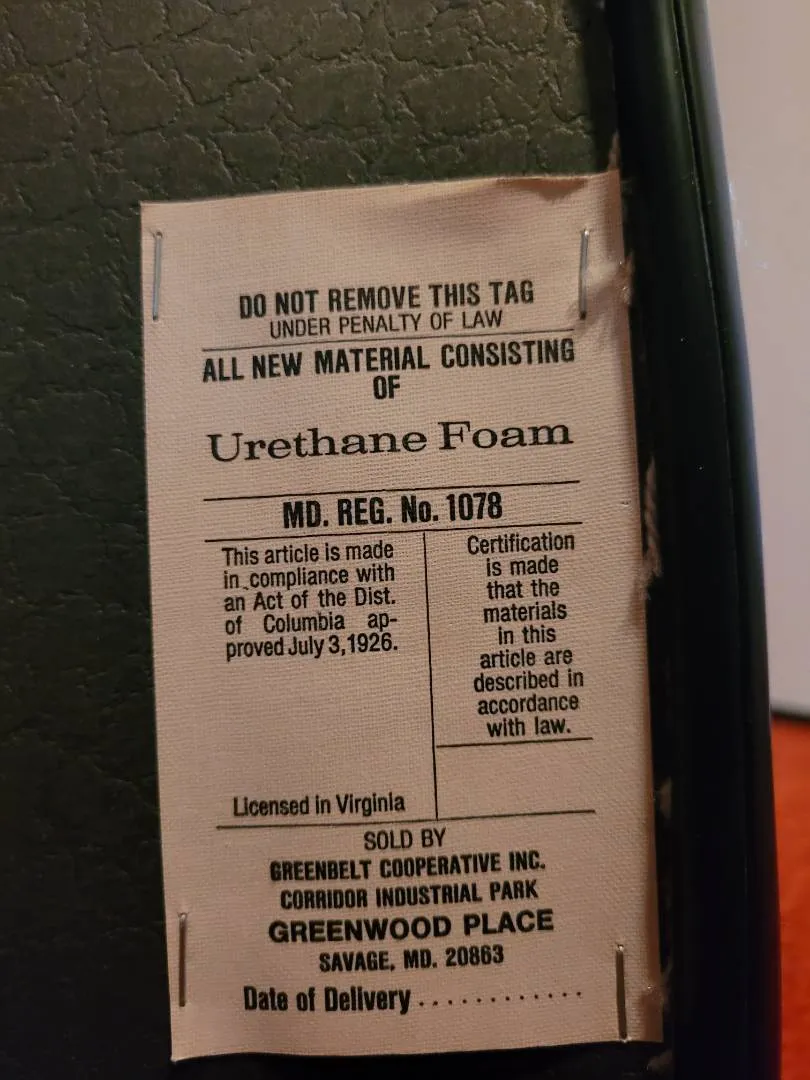 DO NOT REMOVE THIS TAG
UNDER PENALTY OF LAW
ALL NEW MATERIAL CONSISTING
OF
Urethane Foam
MD. REG. No. 1078
This article is made
in compliance with
an Act of the Dist.
of Columbia ap-
proved July 3,1926.
Licensed in Virginia
Certification
is made
that the
materials
in this
article are
described in
accordance
with law.
SOLD BY
GREENBELT COOPERATIVE INC.
CORRIDOR INDUSTRIAL PARK
GREENWOOD PLACE
SAVAGE, MD. 20863
Date of Delivery . . . . . . . . . . . .